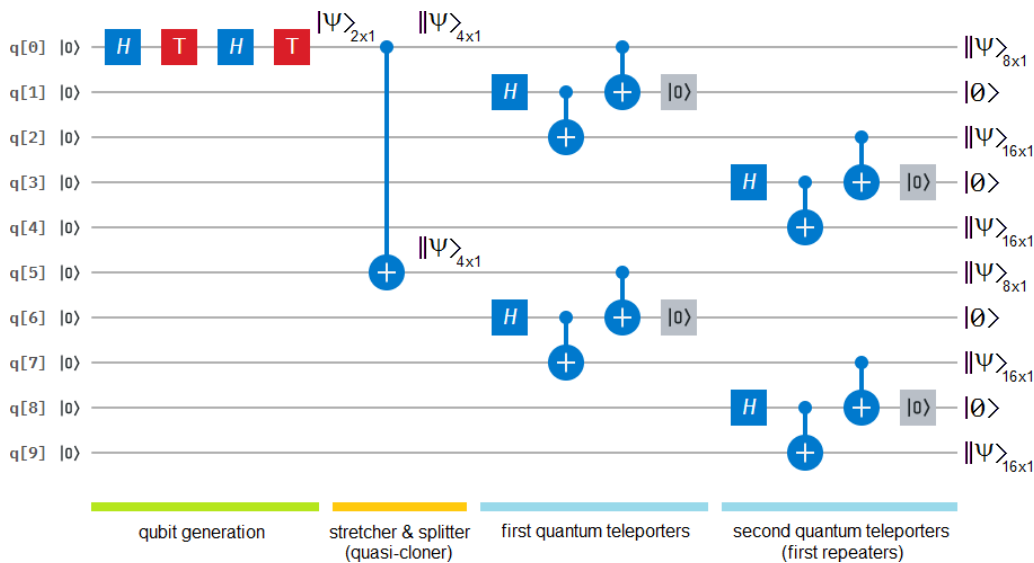 |Ψ⟩2x1 ‖Ψ⟩4x1
q[0] |0⟩ H T H T ‖Ψ⟩8x1
q[1] |0⟩ H |0⟩ |0⟩
q[2] |0⟩ ‖Ψ⟩16x1
q[3] |0⟩ H |0⟩ |0⟩
q[4] |0⟩ ‖Ψ⟩16x1
‖Ψ⟩4x1
q[5] |0⟩ ‖Ψ⟩8x1
q[6] |0⟩ H |0⟩ |0⟩
q[7] |0⟩ ‖Ψ⟩16x1
q[8] |0⟩ H |0⟩ |0⟩
q[9] |0⟩ ‖Ψ⟩16x1
qubit generation
stretcher & splitter
(quasi-cloner)
first quantum teleporters
second quantum teleporters
(first repeaters)